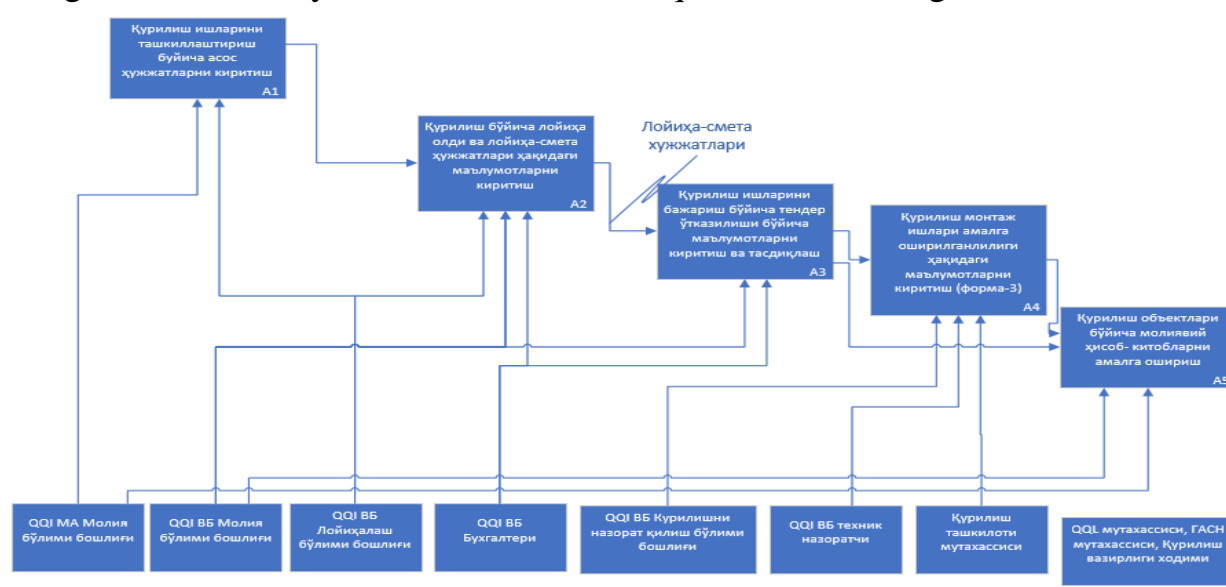 Қурилиш ишларини
ташкиллаштириш
буйича асос
ҳужжатларни киритиш
A1
Қурилиш бўйича лойиҳа
олди ва лойиҳа-смета
ҳужжатлари ҳақидаги
маълумотларни
киритиш
A2
Лойиҳа-смета
хужжатлари
Қурилиш ишларини
бажариш бўйича тендер
ўтказилиши бўйича
маълумотларни
киритиш ва тасдиқлаш
A3
Қурилиш монтаж
ишлари амалга
оширилганлилиги
ҳақидаги
маълумотларни
киритиш (форма-3)
A4
Қурилиш объектлари
бўйича молиявий
ҳисоб- китобларни
амалга ошириш
A5
QQI МА Молия
бўлими бошлиғи
QQI ВБ Молия
бўлими бошлиғи
QQI ВБ
Лойиҳалаш
бўлими бошлиғи
QQI ВБ
Бухгалтери
QQI ВБ Курилишни
назорат қилиш бўлими
бошлиғи
QQI ВБ техник
назоратчи
Қурилиш
ташкилоти
мутахассиси
QQL мутахассиси, ГАСН
мутахассиси, Қурилиш
вазирлиги ходими